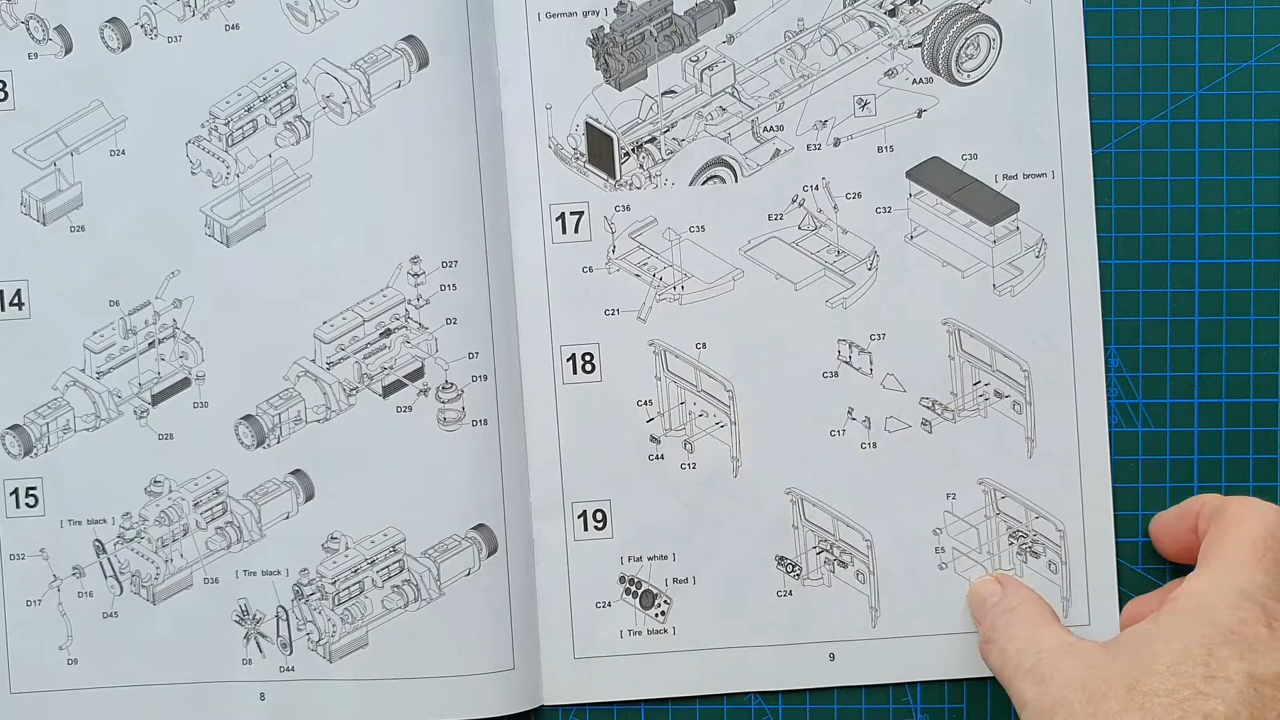 E9
D37
D46
3
D24
D26
14
D6
D30
D28
D27
D15
D2
D7
D19
D29
D18
15
[ Tire black ]
D32
D17
D16
D45
D9
D36
[ Tire black ]
D8
D44
8
[ German gray ]
AA30
AA30
E32
B15
17
C36
C35
C6
C21
C14
C26
E22
C30
[ Red brown ]
C32
18
C8
C45
C44
C12
C37
C38
C17
C18
19
[ Flat white ]
[ Red ]
C24
[ Tire black ]
C24
F2
E5
9